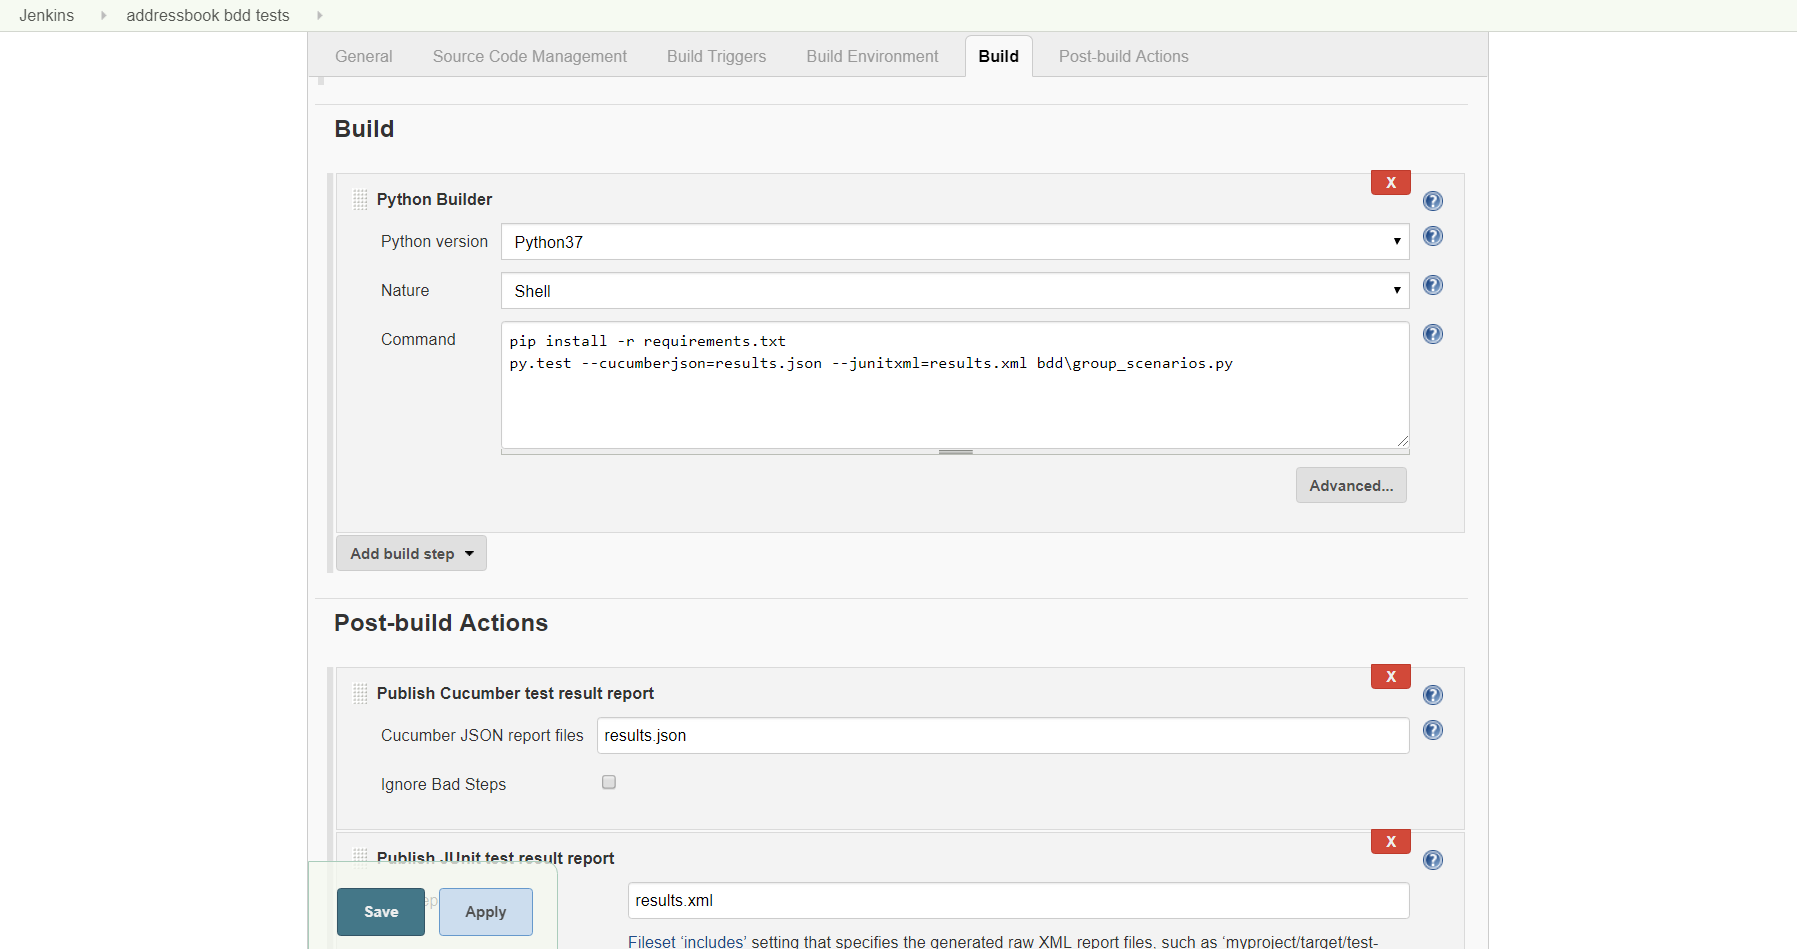 Jenkins addressbook bdd tests
General Source Code Management Build Triggers Build Environment Build Post-build Actions
Build
X
Python Builder
Python version Python37
Nature Shell
Command
pip install -r requirements.txt
py.test --cucumberjson=results.json --junitxml=results.xml bdd\group_scenarios.py
Advanced...
Add build step
Post-build Actions
X
Publish Cucumber test result report
Cucumber JSON report files results.json
Ignore Bad Steps
X
Publish JUnit test result report
results.xml
Save Apply
Fileset ‘includes’ setting that specifies the generated raw XML report files, such as ‘myproject/target/test-